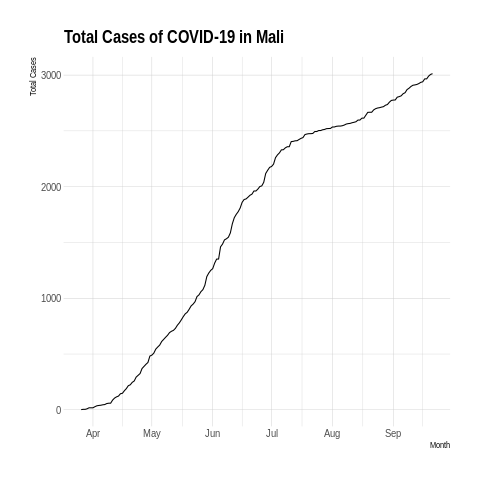 Total Cases of COVID-19 in Mali
Total Cases
3000
2000
1000
0
Apr May Jun Jul Aug Sep
Month